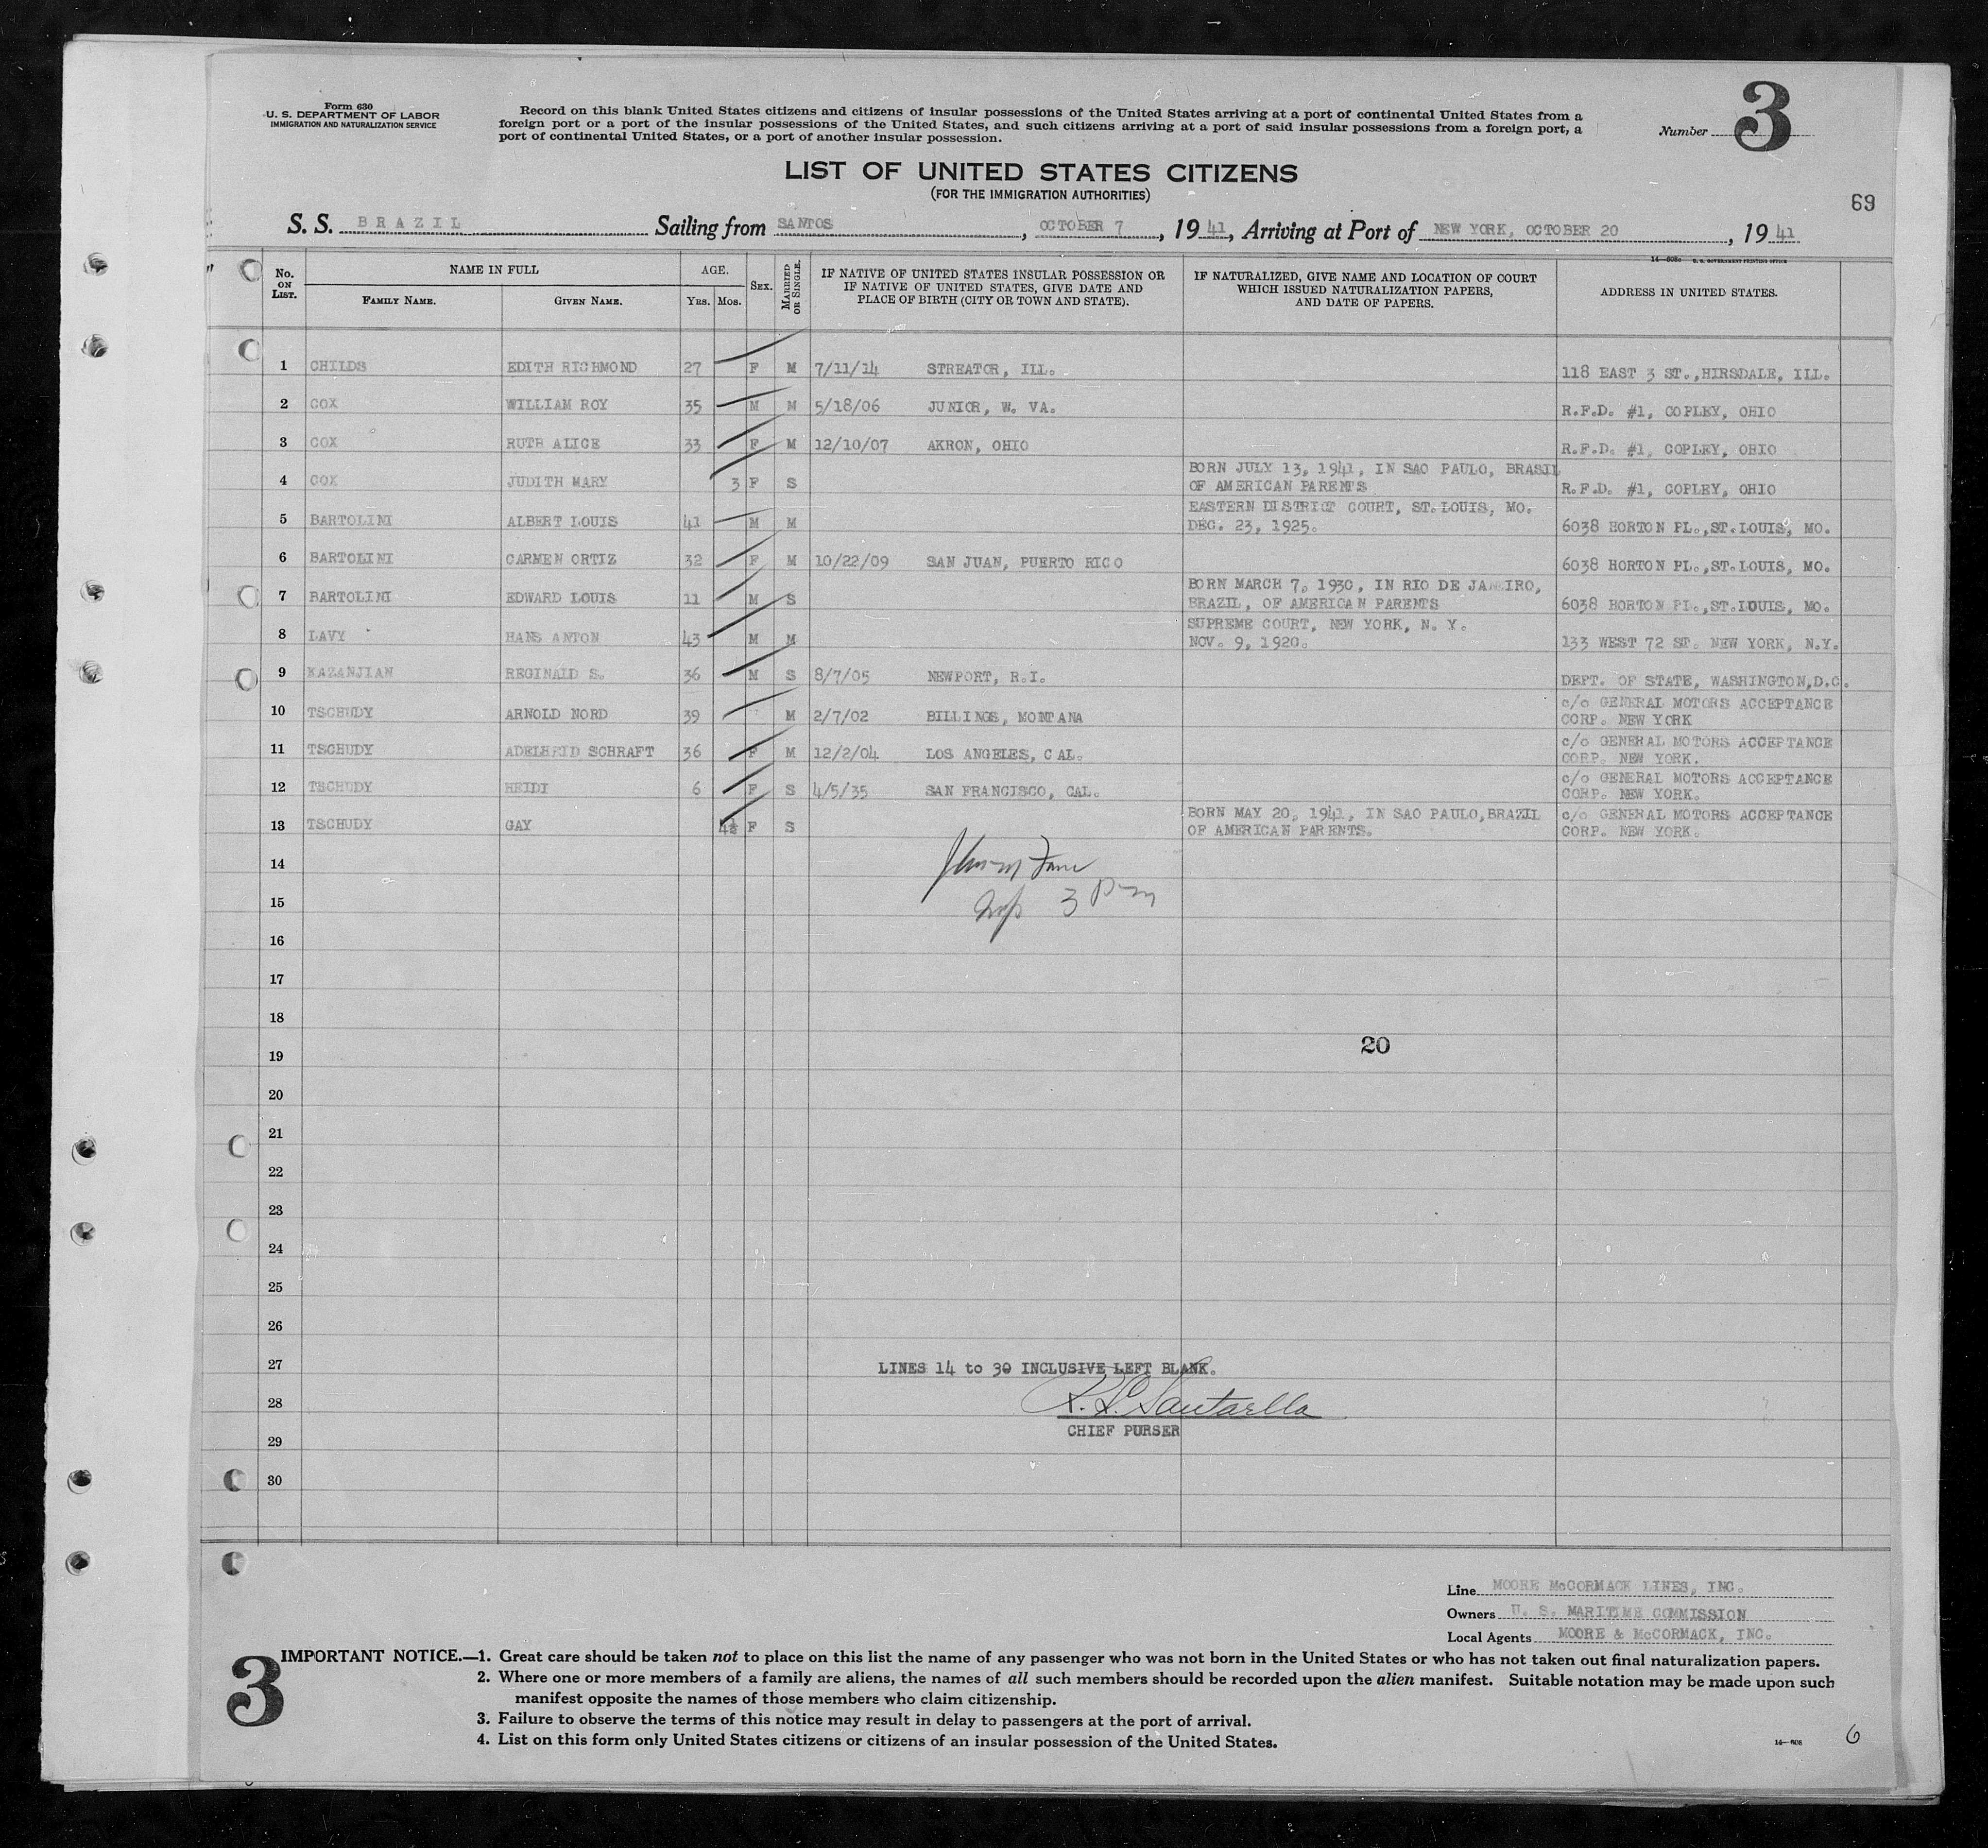 Form 630
U. S. DEPARTMENT OF LABOR
IMMIGRATION AND NATURALIZATION SERVICE
Record on this blank United States citizens and citizens of insular possessions of the United States arriving at a port of continental United States from a
foreign port or a port of the insular possessions of the United States, and such citizens arriving at a port of said insular possessions from a foreign port, a
port of continental United States, or a port of another insular possession.
Number 3
LIST OF UNITED STATES CITIZENS
(FOR THE IMMIGRATION AUTHORITIES)
69
S. S. BRAZIL Sailing from SANTOS, OCTOBER 7, 1941, Arriving at Port of NEW YORK, OCTOBER 20, 1941
No. ON LIST. NAME IN FULL FAMILY NAME. GIVEN NAME. AGE. YRS. MOS. SEX. MARRIED OR SINGLE. IF NATIVE OF UNITED STATES INSULAR POSSESSION OR IF NATIVE OF UNITED STATES, GIVE DATE AND PLACE OF BIRTH (CITY OR TOWN AND STATE). IF NATURALIZED, GIVE NAME AND LOCATION OF COURT WHICH ISSUED NATURALIZATION PAPERS, AND DATE OF PAPERS. ADDRESS IN UNITED STATES.
1 CHILDS EDITH RICHMOND 27 F M 7/11/14 STREATOR, ILL. 118 EAST 3 ST., HIRSDALE, ILL.
2 COX WILLIAM ROY 35 M M 5/18/06 JUNIOR, W. VA. R.F.D. #1, COPLEY, OHIO
3 COX RUTH ALICE 33 F M 12/10/07 AKRON, OHIO R.F.D. #1, COPLEY, OHIO
4 COX JUDITH MARY 3 F S BORN JULY 13, 1941, IN SAO PAULO, BRASIL OF AMERICAN PARENTS R.F.D. #1, COPLEY, OHIO
5 BARTOLINI ALBERT LOUIS 41 M M EASTERN DISTRICT COURT, ST. LOUIS, MO. DEC. 23, 1925. 6038 HORTON PL., ST. LOUIS, MO.
6 BARTOLINI CARMEN ORTIZ 32 F M 10/22/09 SAN JUAN, PUERTO RICO 6038 HORTON PL., ST. LOUIS, MO.
7 BARTOLINI EDWARD LOUIS 11 M S BORN MARCH 7, 1930, IN RIO DE JANEIRO, BRAZIL, OF AMERICAN PARENTS 6038 HORTON PL., ST. LOUIS, MO.
8 LAVY HANS ANTON 43 M M SUPREME COURT, NEW YORK, N. Y. NOV. 9, 1920. 133 WEST 72 ST. NEW YORK, N.Y.
9 KAZANJIAN REGINALD S. 36 M S 8/7/05 NEWPORT, R.I. DEPT. OF STATE, WASHINGTON, D.C.
10 TSCHUDY ARNOLD NORD 39 M 2/7/02 BILLINGS, MONTANA c/o GENERAL MOTORS ACCEPTANCE CORP. NEW YORK
11 TSCHUDY ADELHEID SCHRAFT 36 F M 12/2/04 LOS ANGELES, CAL. c/o GENERAL MOTORS ACCEPTANCE CORP. NEW YORK.
12 TSCHUDY HEIDI 6 F S 4/5/35 SAN FRANCISCO, CAL. c/o GENERAL MOTORS ACCEPTANCE CORP. NEW YORK.
13 TSCHUDY GAY 4½ F S BORN MAY 20, 1941, IN SAO PAULO, BRAZIL OF AMERICAN PARENTS. c/o GENERAL MOTORS ACCEPTANCE CORP. NEW YORK.
14
15 3 pm
16
17
18
19 20
20
21
22
23
24
25
26
27 LINES 14 to 30 INCLUSIVE LEFT BLANK.
28 Santarlla
29 CHIEF PURSER
30
Line MOORE McCORMACK LINES, INC.
Owners U. S. MARITIME COMMISSION
Local Agents MOORE & McCORMACK, INC.
3
IMPORTANT NOTICE.—1. Great care should be taken not to place on this list the name of any passenger who was not born in the United States or who has not taken out final naturalization papers.
2. Where one or more members of a family are aliens, the names of all such members should be recorded upon the alien manifest. Suitable notation may be made upon such
manifest opposite the names of those members who claim citizenship.
3. Failure to observe the terms of this notice may result in delay to passengers at the port of arrival.
4. List on this form only United States citizens or citizens of an insular possession of the United States.
6